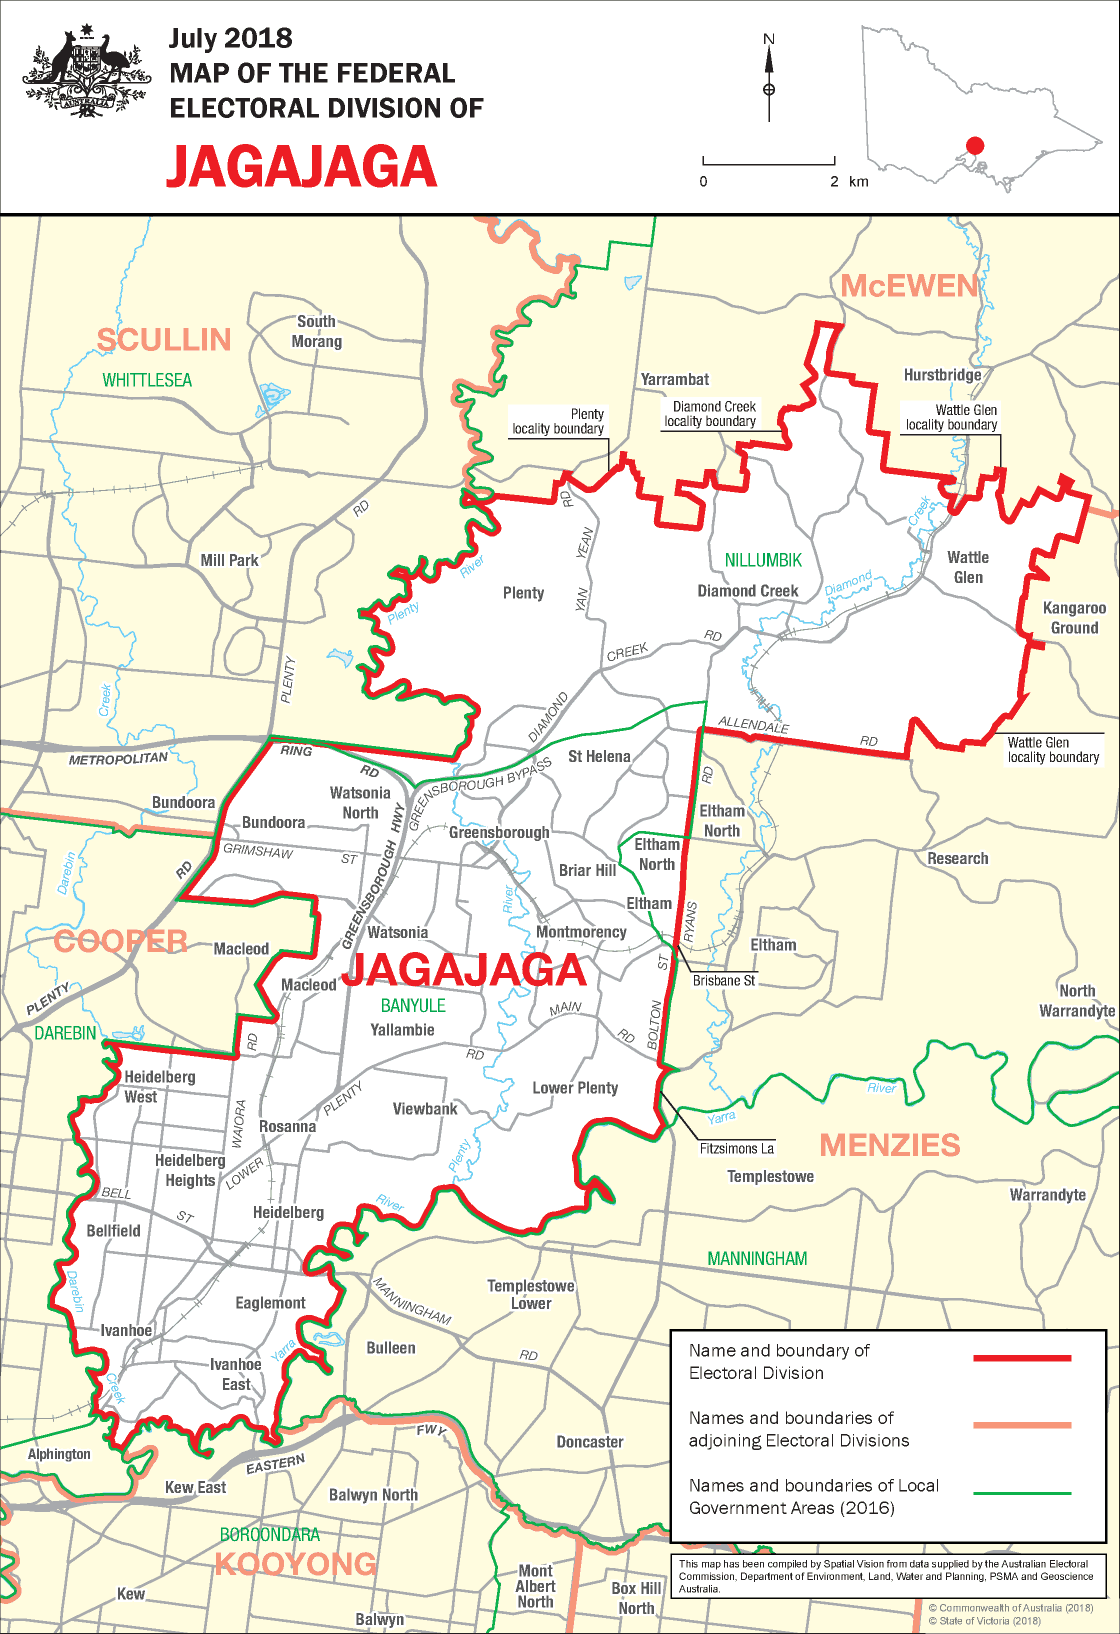 July 2018
MAP OF THE FEDERAL
ELECTORAL DIVISION OF
JAGAJAGA
AUSTRALIA
N
0 2 km
McEWEN
SCULLIN
WHITTLESEA
South
Morang
Yarrambat
Hurstbridge
Plenty
locality boundary
Diamond Creek
locality boundary
Wattle Glen
locality boundary
RD
RD
YEAN
YAN
Creek
Mill Park
River
Plenty
Plenty
NILLUMBIK
Diamond Creek
Diamond
Wattle
Glen
Kangaroo
Ground
CREEK
RD
PLENTY
Creek
DIAMOND
ALLENDALE
RD
Wattle Glen
locality boundary
METROPOLITAN
RING
RD
St Helena
GREENSBOROUGH BYPASS
RD
Bundoora
Watsonia
North
Bundoora
Eltham
North
Greensborough
GRIMSHAW
ST
GREENSBOROUGH HWY
Eltham
North
Briar Hill
Research
Darebin
RD
River
Eltham
RYANS
COOPER
Macleod
Watsonia
Montmorency
Eltham
JAGAJAGA
Macleod
ST
Brisbane St
PLENTY
BANYULE
MAIN
North
Warrandyte
DAREBIN
Yallambie
RD
RD
RD
BOLTON
Heidelberg
West
PLENTY
Viewbank
Lower Plenty
River
WAIORA
Rosanna
Yarra
Fitzsimons La
MENZIES
Heidelberg
Heights
LOWER
Plenty
Templestowe
BELL
ST
Heidelberg
River
Warrandyte
Bellfield
MANNINGHAM
Darebin
Eaglemont
MANNINGHAM
Templestowe
Lower
Ivanhoe
Yarra
Bulleen
RD
Ivanhoe
East
Creek
Name and boundary of
Electoral Division
Names and boundaries of
adjoining Electoral Divisions
Names and boundaries of Local
Government Areas (2016)
Alphington
FWY
Doncaster
EASTERN
Kew East
Balwyn North
BOROONDARA
KOOYONG
Kew
Balwyn
Mont
Albert
North
Box Hill
North
This map has been compiled by Spatial Vision from data supplied by the Australian Electoral
Commission, Department of Environment, Land, Water and Planning, PSMA and Geoscience
Australia.
© Commonwealth of Australia (2018)
© State of Victoria (2018)